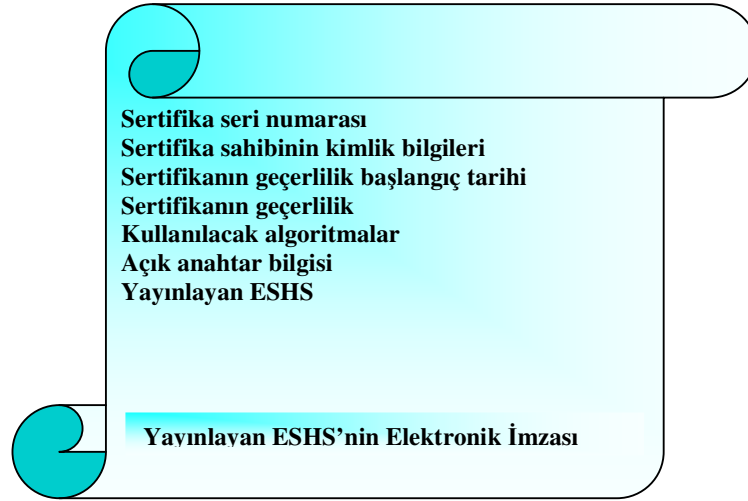 Sertifika seri numarası
Sertifika sahibinin kimlik bilgileri
Sertifikanın geçerlilik başlangıç tarihi
Sertifikanın geçerlilik
Kullanılacak algoritmalar
Açık anahtar bilgisi
Yayınlayan ESHS
Yayınlayan ESHS’nin Elektronik İmzası